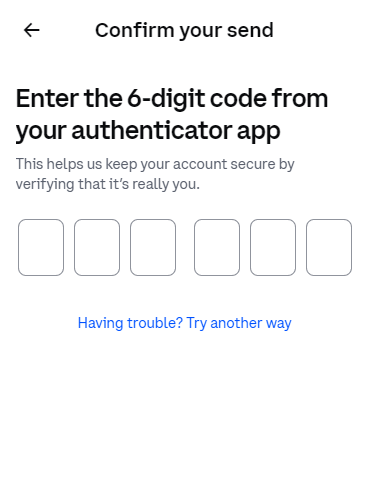 Confirm your send
Enter the 6-digit code from
your authenticator app
This helps us keep your account secure by
verifying that it’s really you.
Having trouble? Try another way